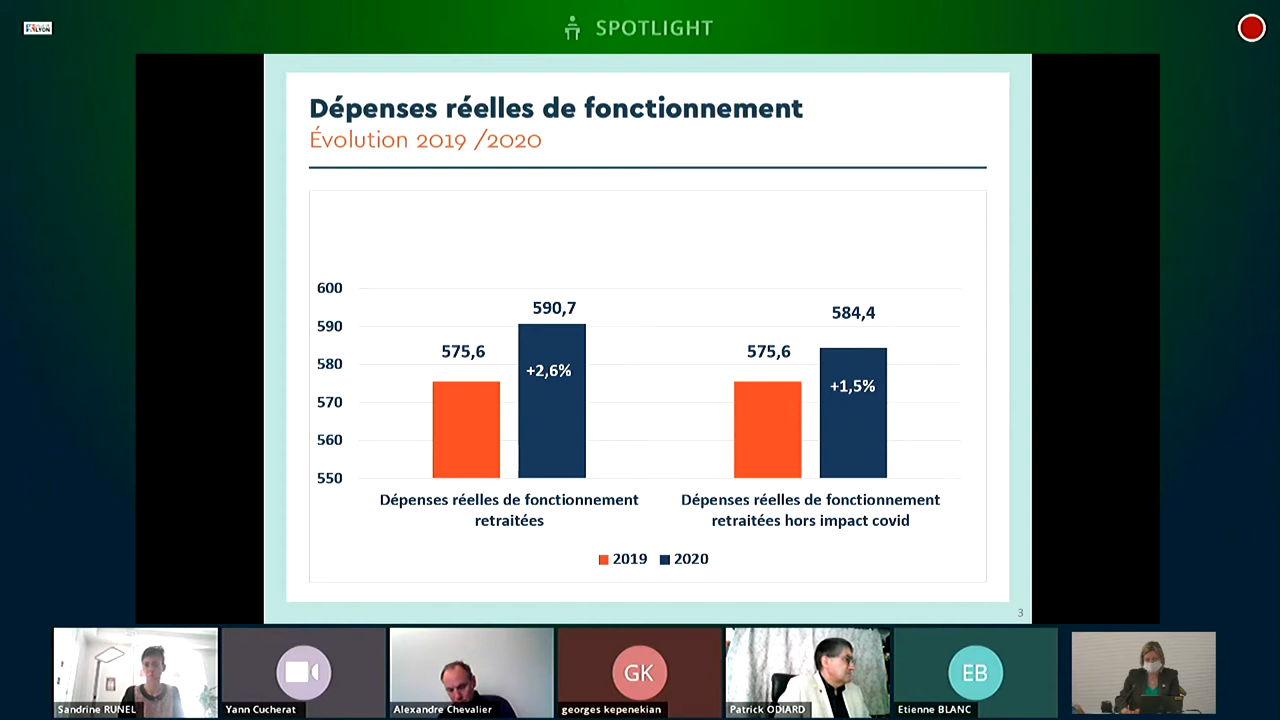 LYON
SPOTLIGHT
Dépenses réelles de fonctionnement
Évolution 2019 /2020
600
590
580
570
560
550
575,6
590,7
+2,6%
575,6
584,4
+1,5%
Dépenses réelles de fonctionnement
retraitées
Dépenses réelles de fonctionnement
retraitées hors impact covid
2019 2020
3
Sandrine RUNEL
Yann Cucherat
Alexandre Chevalier
GK
georges kepenekian
Patrick ODIARD
EB
Etienne BLANC